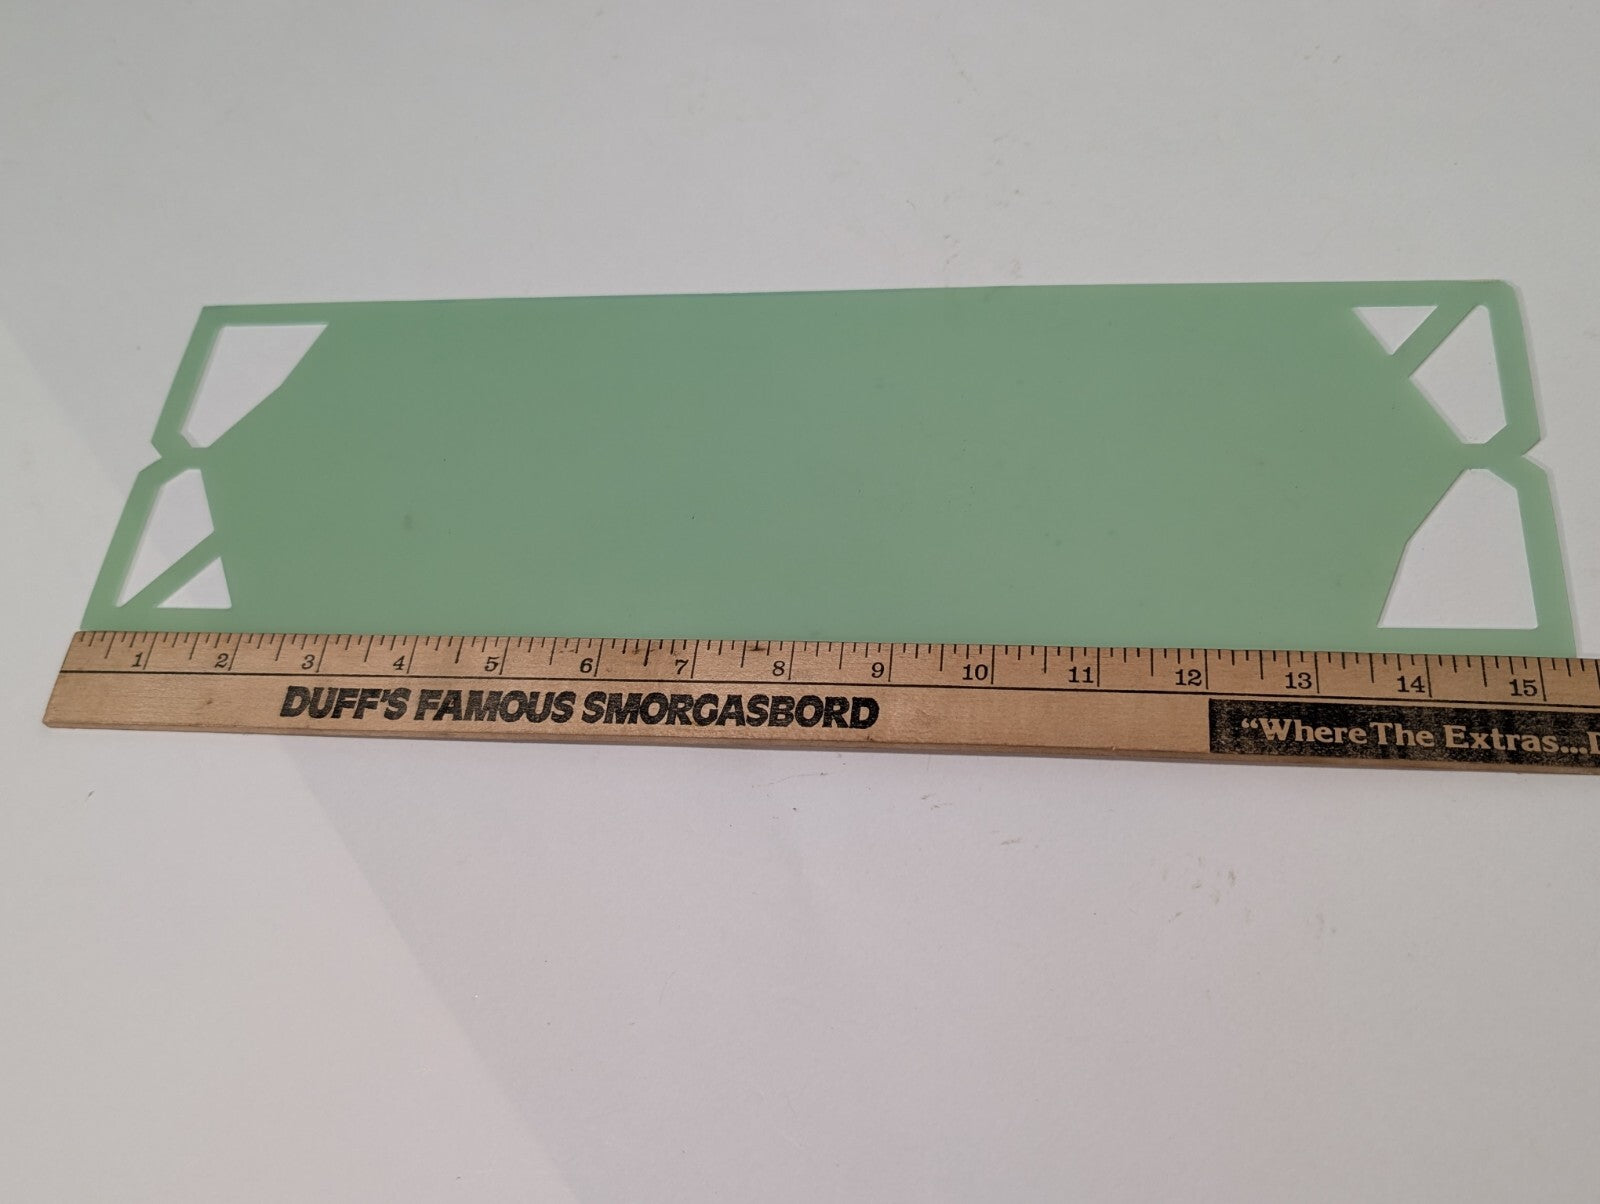 1 2 3 4 5 6 7 8 9 10 11 12 13 14 15
DUFF'S FAMOUS SMORGASBORD
"Where The Extras...